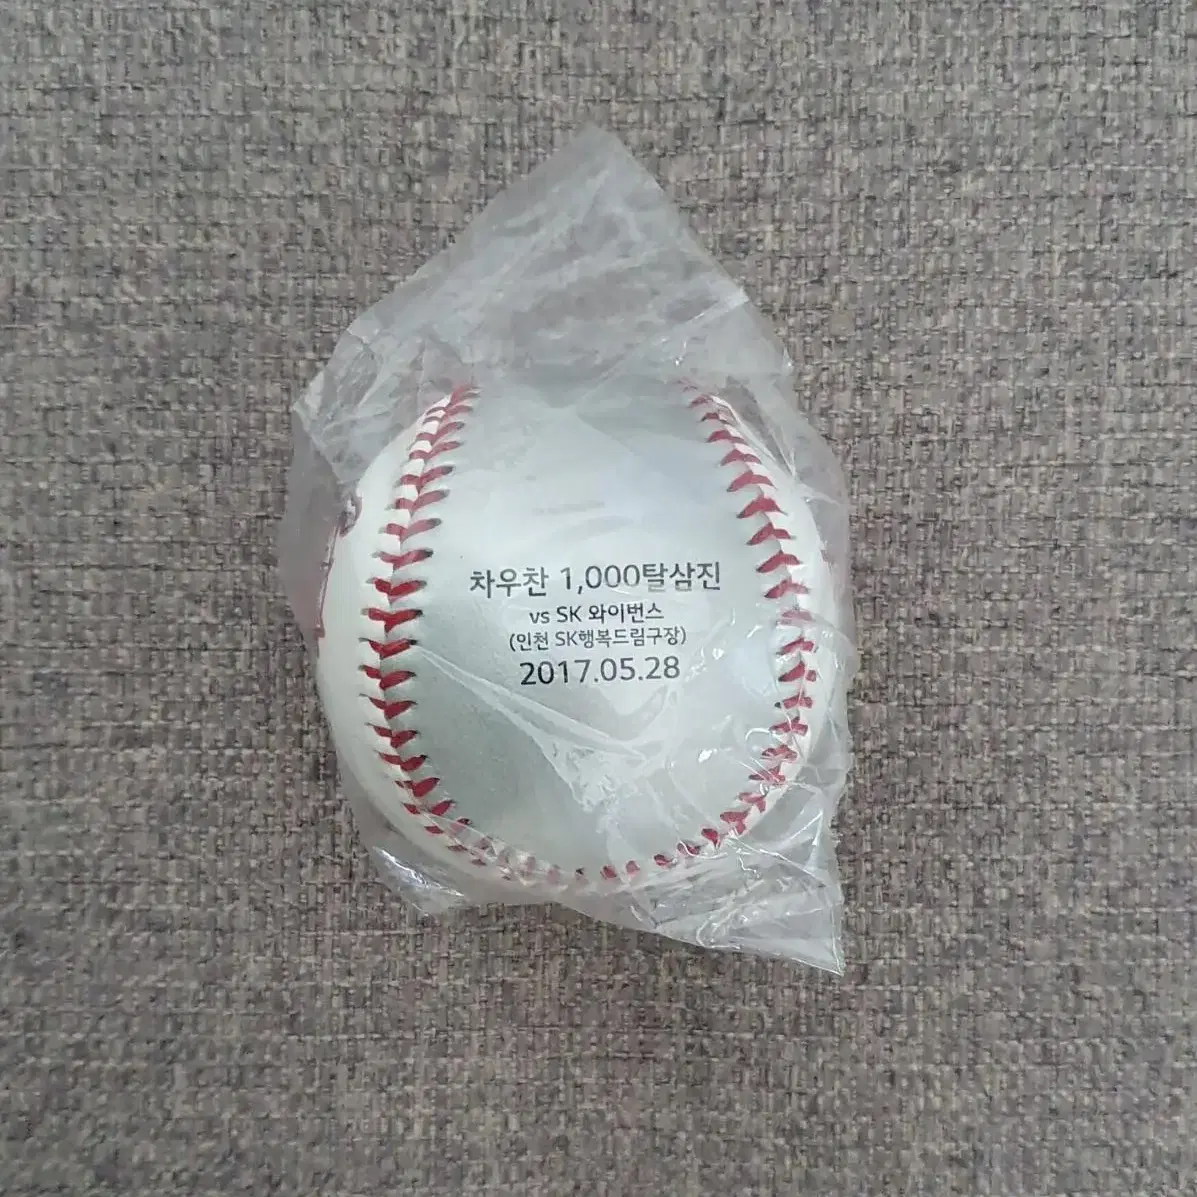 차우찬 1,000탈삼진
vs SK 와이번스
(인천 SK행복드림구장)
2017.05.28